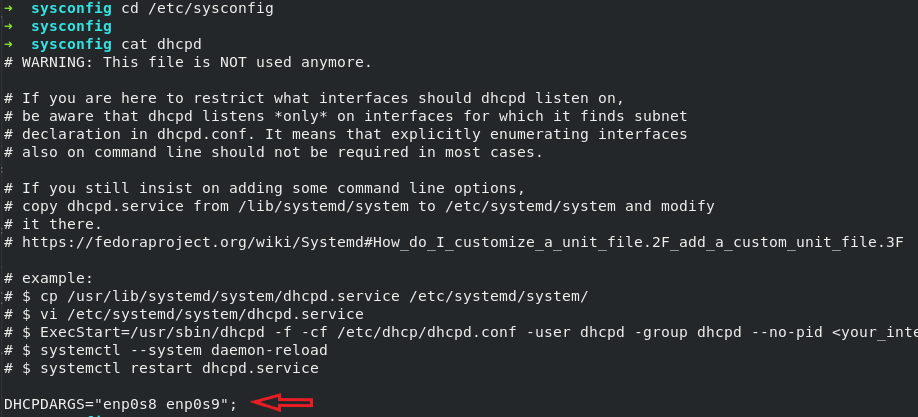 ➜ sysconfig cd /etc/sysconfig
➜ sysconfig
➜ sysconfig cat dhcpd
# WARNING: This file is NOT used anymore.
# If you are here to restrict what interfaces should dhcpd listen on,
# be aware that dhcpd listens *only* on interfaces for which it finds subnet
# declaration in dhcpd.conf. It means that explicitly enumerating interfaces
# also on command line should not be required in most cases.
# If you still insist on adding some command line options,
# copy dhcpd.service from /lib/systemd/system to /etc/systemd/system and modify
# it there.
# https://fedoraproject.org/wiki/Systemd#How_do_I_customize_a_unit_file.2F_add_a_custom_unit_file.3F
# example:
# $ cp /usr/lib/systemd/system/dhcpd.service /etc/systemd/system/
# $ vi /etc/systemd/system/dhcpd.service
# $ ExecStart=/usr/sbin/dhcpd -f -cf /etc/dhcp/dhcpd.conf -user dhcpd -group dhcpd --no-pid <your_inte
# $ systemctl --system daemon-reload
# $ systemctl restart dhcpd.service
DHCPDARGS="enp0s8 enp0s9";